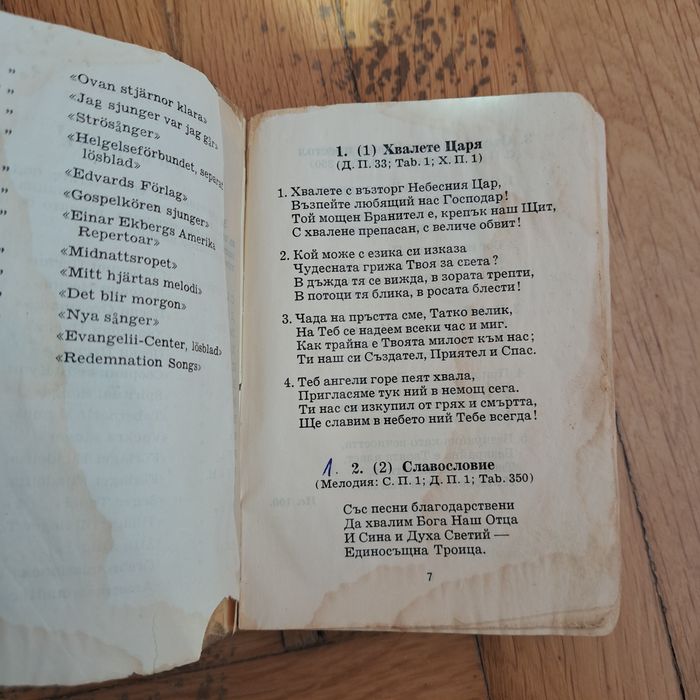 " «Ovan stjärnor klara»
" «Jag sjunger var jag går»
" «Strösånger»
" «Helgelseförbundet, separat
lösblad»
" «Edvards Förlag»
" «Gospelkören sjunger»
" «Einar Ekbergs Amerika
Repertoar»
" «Midnattsropet»
" «Mitt hjärtas melodi»
" «Det blir morgon»
" «Nya sånger»
" «Evangelii-Center, lösblad»
«Redemnation Songs»
1. (1) Хвалете Царя
(Д. П. 33; Tab. 1; Х. П. 1)
1. Хвалете с възторг Небесния Цар,
Възпейте любящий нас Господар!
Той мощен Бранител е, крепък наш Щит,
С хвалене препасан, с величе обвит!
2. Кой може с езика си изказа
Чудесната грижа Твоя за света?
В дъжда тя се вижда, в зората трепти,
В потоци тя блика, в росата блести!
3. Чада на пръстта сме, Татко велик,
На Теб се надеем всеки час и миг.
Как трайна е Твоята милост към нас;
Ти наш си Създател, Приятел и Спас.
4. Теб ангели горе пеят хвала,
Пригласяме тук ний в немощ сега.
Ти нас си изкупил от грях и смъртта,
Ще славим в небето ний Тебе всегда!
1. 2. (2) Славословие
(Мелодия: С. П. 1; Д. П. 1; Tab. 350)
Със песни благодарствени
Да хвалим Бога Наш Отца
И Сина и Духа Светий —
Единосъщна Троица.
7